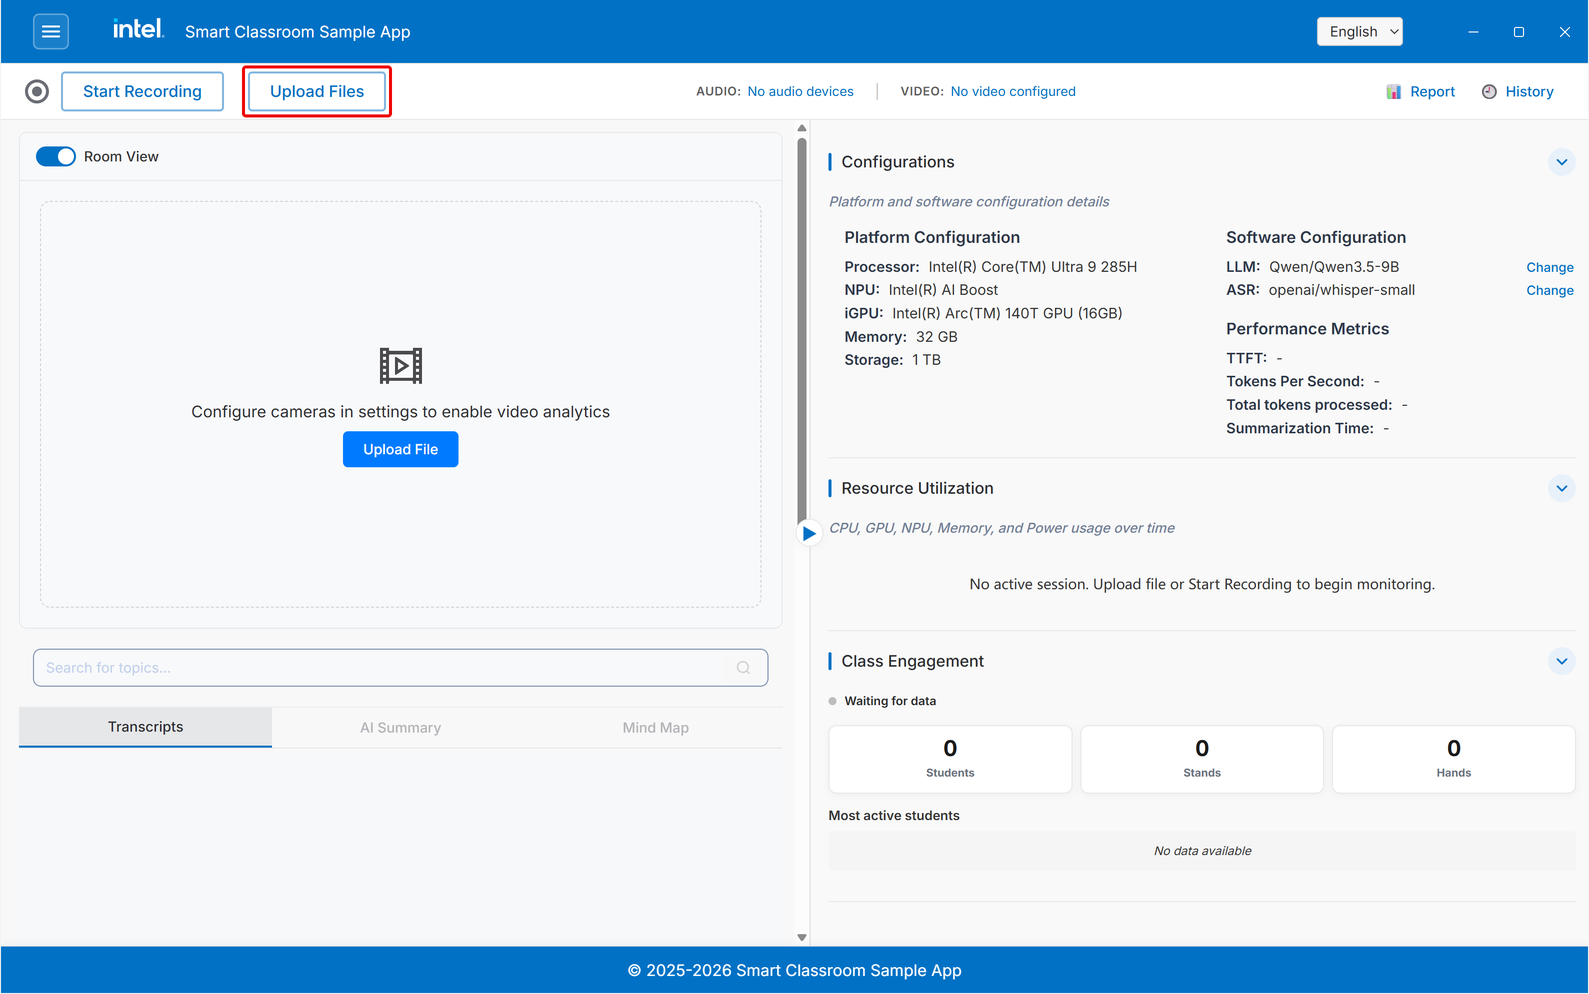 intel. Smart Classroom Sample App English
Start Recording Upload Files AUDIO: No audio devices VIDEO: No video configured Report History
Room View
Configure cameras in settings to enable video analytics
Upload File
Search for topics...
Transcripts AI Summary Mind Map
Configurations
Platform and software configuration details
Platform Configuration
Processor: Intel(R) Core(TM) Ultra 9 285H
NPU: Intel(R) AI Boost
iGPU: Intel(R) Arc(TM) 140T GPU (16GB)
Memory: 32 GB
Storage: 1 TB
Software Configuration
LLM: Qwen/Qwen3.5-9B Change
ASR: openai/whisper-small Change
Performance Metrics
TTFT: -
Tokens Per Second: -
Total tokens processed: -
Summarization Time: -
Resource Utilization
CPU, GPU, NPU, Memory, and Power usage over time
No active session. Upload file or Start Recording to begin monitoring.
Class Engagement
Waiting for data
0 0 0
Students Stands Hands
Most active students
No data available
© 2025-2026 Smart Classroom Sample App